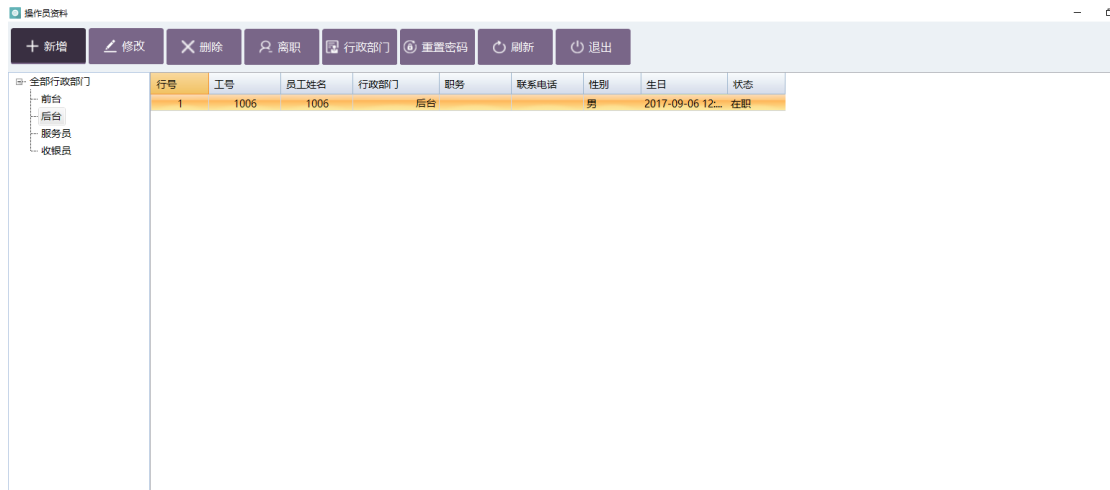 操作员资料
新增 修改 删除 离职 行政部门 重置密码 刷新 退出
全部行政部门
前台
后台
服务员
收银员
行号 工号 员工姓名 行政部门 职务 联系电话 性别 生日 状态
1 1006 1006 后台 男 2017-09-06 12:... 在职